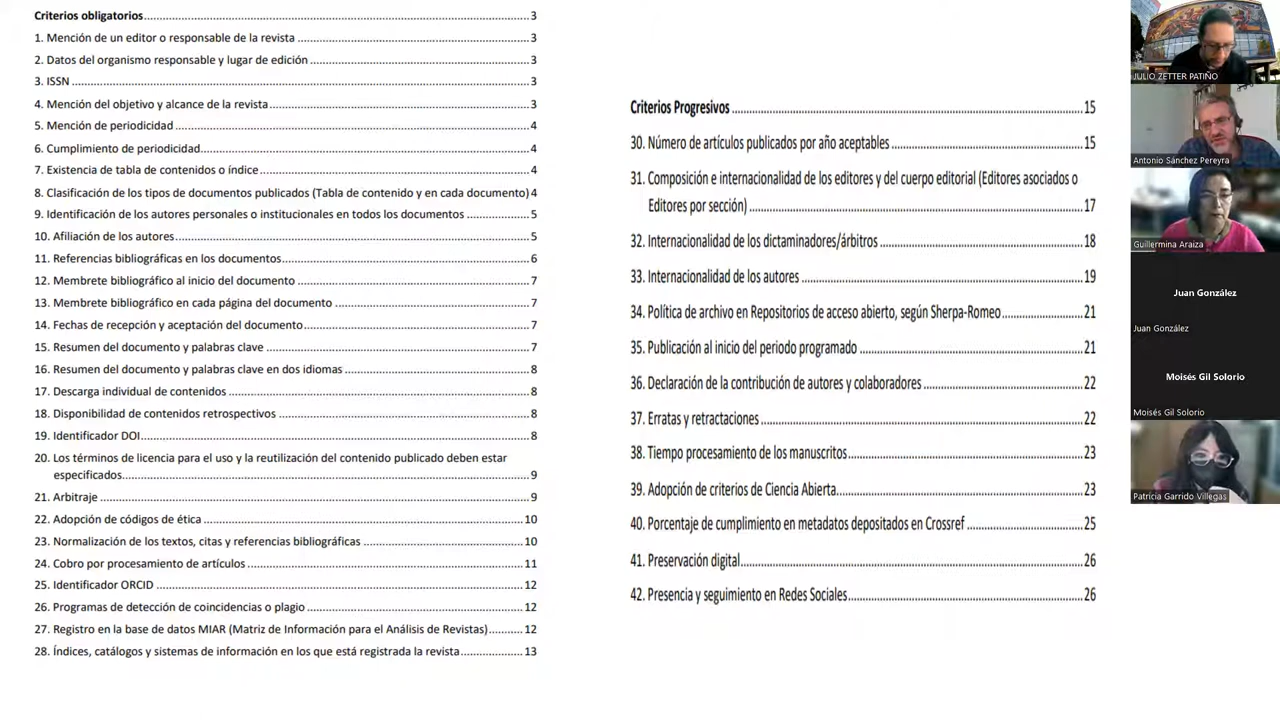 Criterios obligatorios 3
1. Mención de un editor o responsable de la revista 3
2. Datos del organismo responsable y lugar de edición 3
3. ISSN 3
4. Mención del objetivo y alcance de la revista 3
5. Mención de periodicidad 4
6. Cumplimiento de periodicidad 4
7. Existencia de tabla de contenidos o índice 4
8. Clasificación de los tipos de documentos publicados (Tabla de contenido y en cada documento) 4
9. Identificación de los autores personales o institucionales en todos los documentos 5
10. Afiliación de los autores 5
11. Referencias bibliográficas en los documentos 6
12. Membrete bibliográfico al inicio del documento 7
13. Membrete bibliográfico en cada página del documento 7
14. Fechas de recepción y aceptación del documento 7
15. Resumen del documento y palabras clave 7
16. Resumen del documento y palabras clave en dos idiomas 8
17. Descarga individual de contenidos 8
18. Disponibilidad de contenidos retrospectivos 8
19. Identificador DOI 8
20. Los términos de licencia para el uso y la reutilización del contenido publicado deben estar
especificados 9
21. Arbitraje 9
22. Adopción de códigos de ética 10
23. Normalización de los textos, citas y referencias bibliográficas 10
24. Cobro por procesamiento de artículos 11
25. Identificador ORCID 12
26. Programas de detección de coincidencias o plagio 12
27. Registro en la base de datos MIAR (Matriz de Información para el Análisis de Revistas) 12
28. Índices, catálogos y sistemas de información en los que está registrada la revista 13
Criterios Progresivos 15
30. Número de artículos publicados por año aceptables 15
31. Composición e internacionalidad de los editores y del cuerpo editorial (Editores asociados o
Editores por sección) 17
32. Internacionalidad de los dictaminadores/árbitros 18
33. Internacionalidad de los autores 19
34. Política de archivo en Repositorios de acceso abierto, según Sherpa-Romeo 21
35. Publicación al inicio del periodo programado 21
36. Declaración de la contribución de autores y colaboradores 22
37. Erratas y retractaciones 22
38. Tiempo procesamiento de los manuscritos 23
39. Adopción de criterios de Ciencia Abierta 23
40. Porcentaje de cumplimiento en metadatos depositados en Crossref 25
41. Preservación digital 26
42. Presencia y seguimiento en Redes Sociales 26
JULIO ZETTER PATIÑO
Antonio Sánchez Pereyra
Guillermina Araiza
Juan González
Juan González
Moisés Gil Solorio
Moisés Gil Solorio
Patricia Garrido Villegas